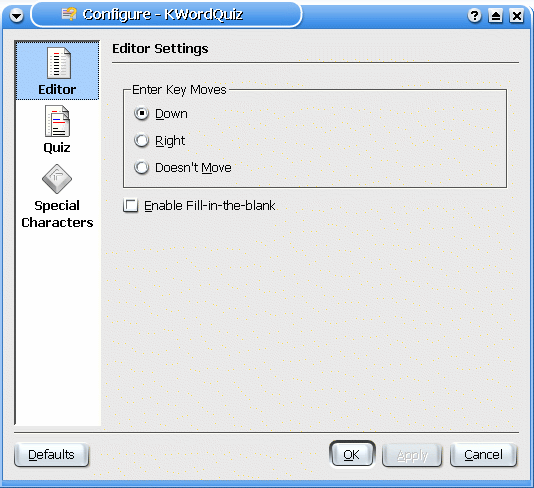 Configure - KWordQuiz
Editor
Quiz
Special
Characters
Editor Settings
Enter Key Moves
Down
Right
Doesn't Move
Enable Fill-in-the-blank
Defaults
OK
Apply
Cancel